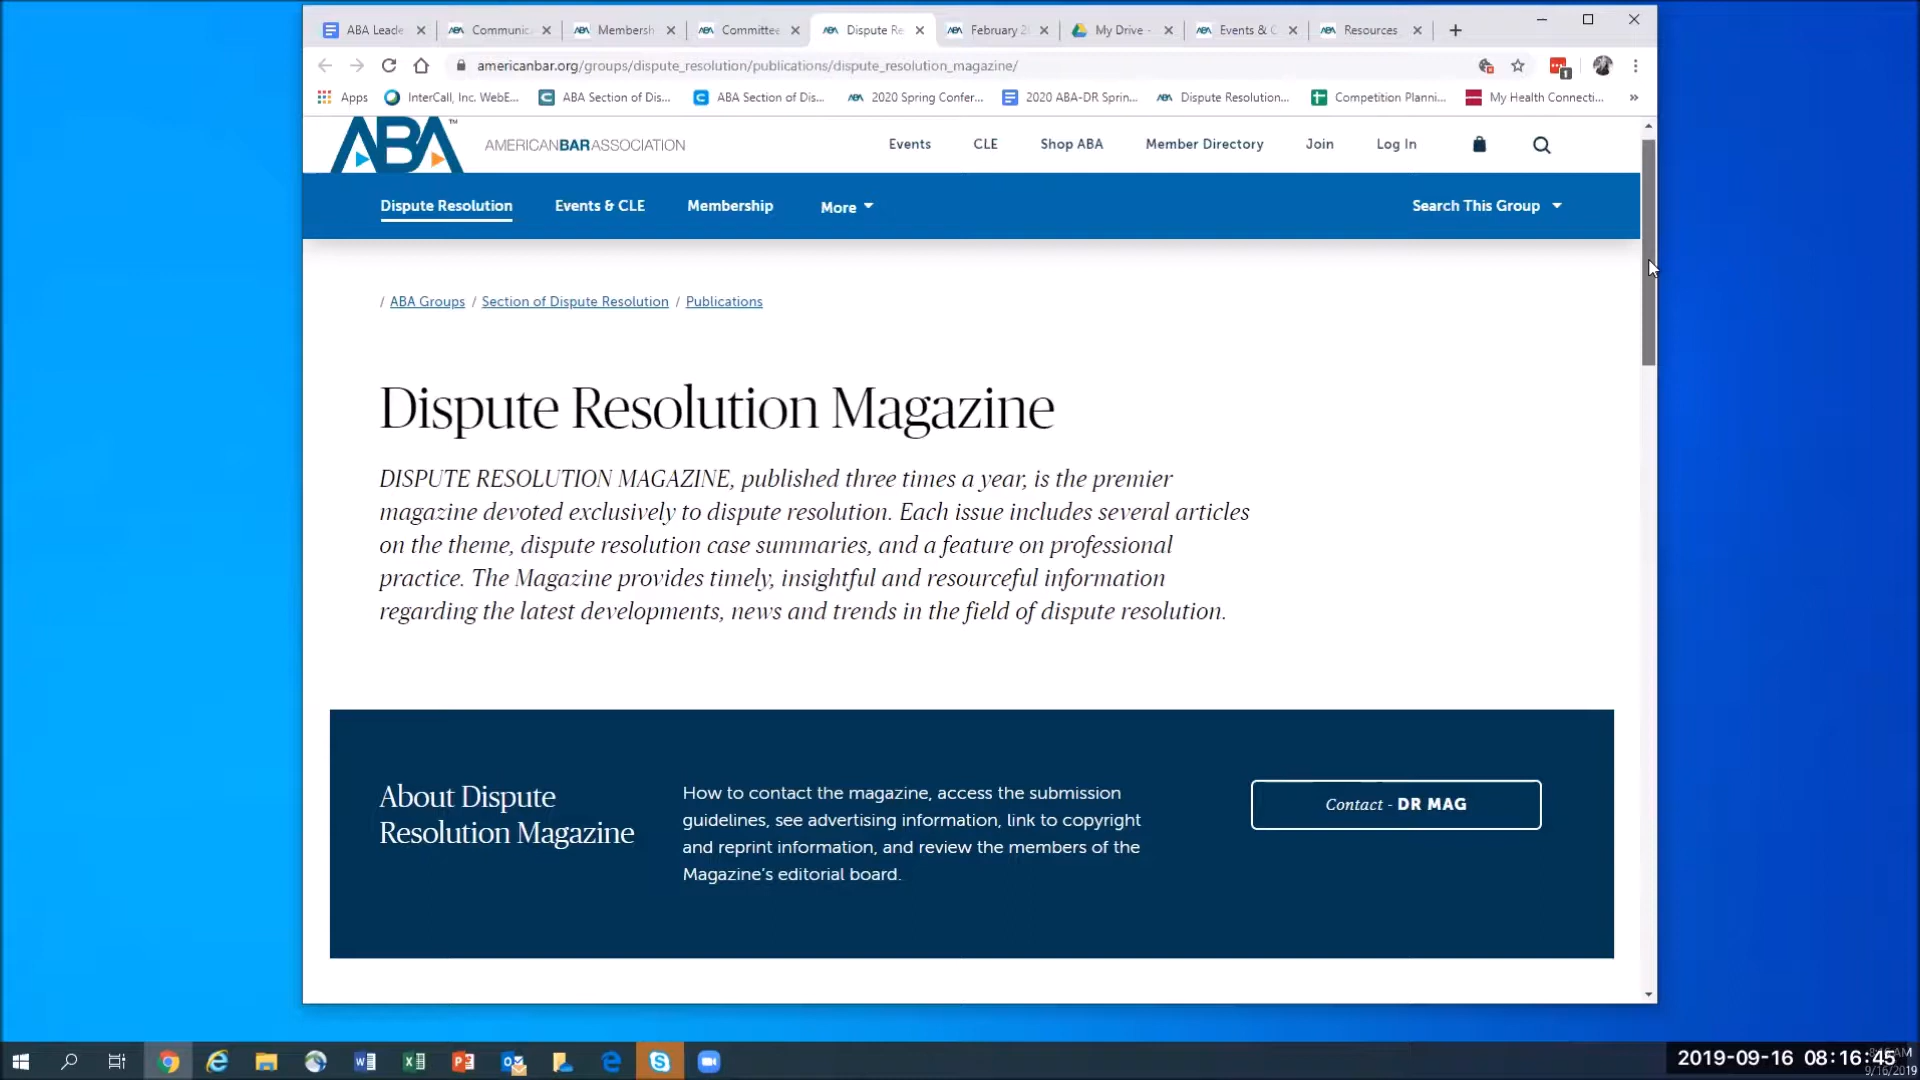 ABA Leade
Communic
Membersh
Committee
Dispute Re
February 2
My Drive -
Events & C
Resources
americanbar.org/groups/dispute_resolution/publications/dispute_resolution_magazine/
Apps
InterCall, Inc. WebE...
ABA Section of Dis...
ABA Section of Dis...
2020 Spring Confer...
2020 ABA-DR Sprin...
Dispute Resolution...
Competition Planni...
My Health Connecti...
»
ABA™
AMERICANBARASSOCIATION
Events
CLE
Shop ABA
Member Directory
Join
Log In
Dispute Resolution
Events & CLE
Membership
More
Search This Group
/ ABA Groups / Section of Dispute Resolution / Publications
Dispute Resolution Magazine
DISPUTE RESOLUTION MAGAZINE, published three times a year, is the premier
magazine devoted exclusively to dispute resolution. Each issue includes several articles
on the theme, dispute resolution case summaries, and a feature on professional
practice. The Magazine provides timely, insightful and resourceful information
regarding the latest developments, news and trends in the field of dispute resolution.
About Dispute
Resolution Magazine
How to contact the magazine, access the submission
guidelines, see advertising information, link to copyright
and reprint information, and review the members of the
Magazine's editorial board.
Contact - DR MAG
2019-09-16 08:16:45
9/16/2019